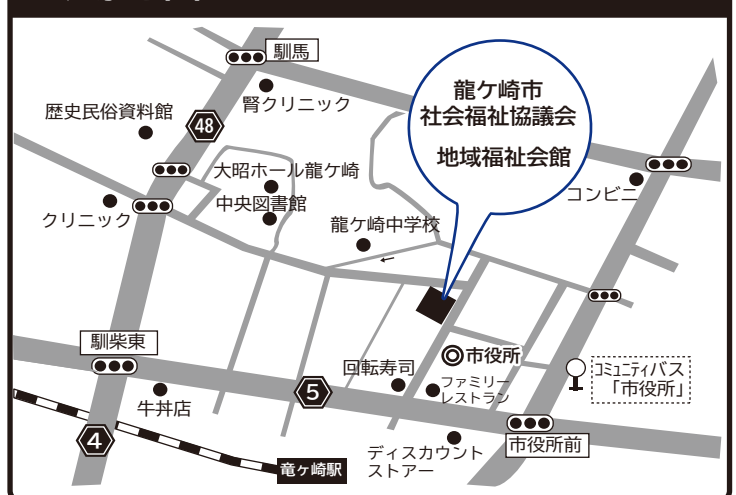 馴馬
腎クリニック
歴史民俗資料館
48
龍ケ崎市
社会福祉協議会
地域福祉会館
大昭ホール龍ケ崎
中央図書館
コンビニ
クリニック
龍ケ崎中学校
←
馴柴東
市役所
回転寿司
ファミリー
レストラン
コミュニティバス
「市役所」
5
牛丼店
4
市役所前
ディスカウント
ストアー
竜ヶ崎駅